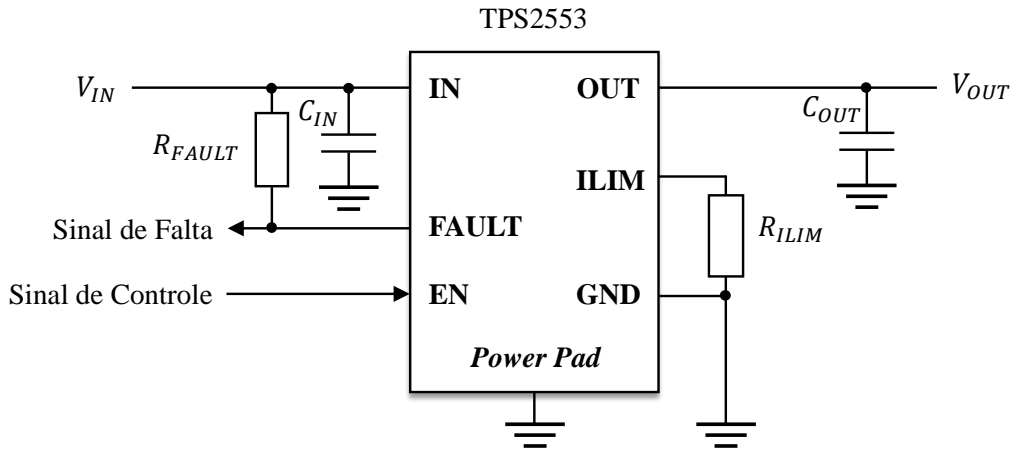 TPS2553
V_IN
IN
OUT
V_OUT
C_IN
C_OUT
R_FAULT
ILIM
Sinal de Falta
FAULT
R_ILIM
Sinal de Controle
EN
GND
Power Pad